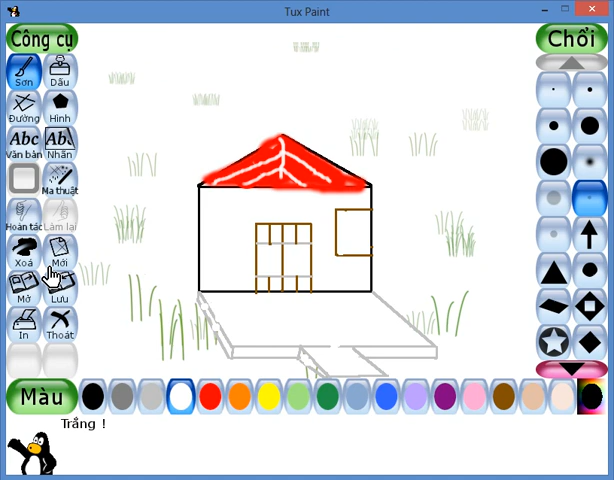 Tux Paint
Công cụ
Chổi
Sơn
Dấu
Đường
Hình
Abc
Văn bản
Abc
Nhãn
Ma thuật
Hoàn tác
Làm lại
Xoá
Mới
Mở
Lưu
In
Thoát
Màu
Trắng !